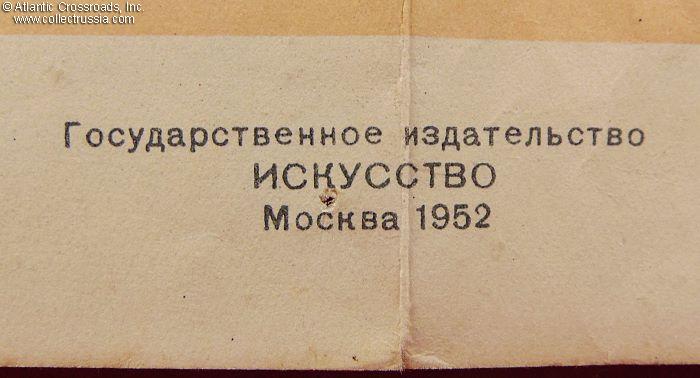 © Atlantic Crossroads, Inc.
www.collectrussia.com
Государственное издательство
ИСКУССТВО
Москва 1952